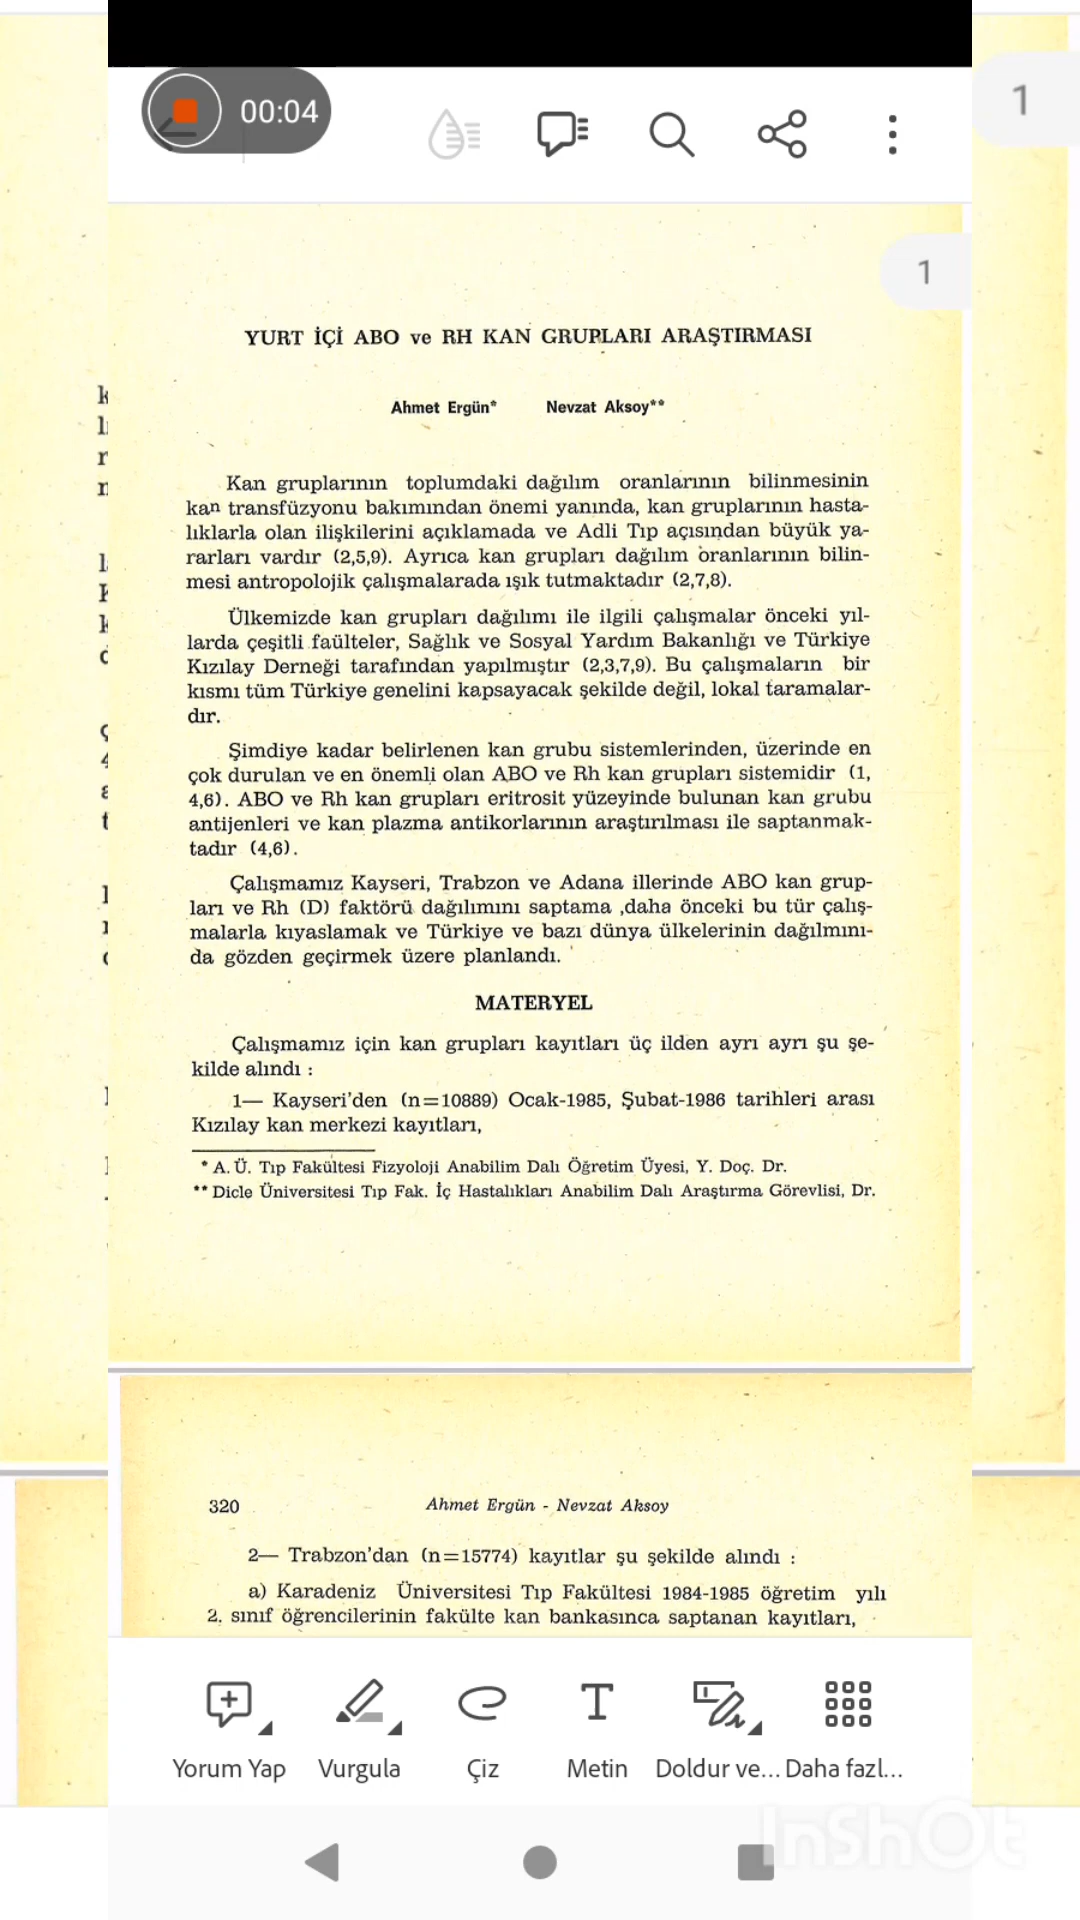 00:04
1
1
YURT İÇİ ABO ve RH KAN GRUPLARI ARAŞTIRMASI
Ahmet Ergün* Nevzat Aksoy**
Kan gruplarının toplumdaki dağılım oranlarının bilinmesinin
kan transfüzyonu bakımından önemi yanında, kan gruplarının hasta-
lıklarla olan ilişkilerini açıklamada ve Adli Tıp açısından büyük ya-
rarları vardır (2,5,9). Ayrıca kan grupları dağılım oranlarının bilin-
mesi antropolojik çalışmalarada ışık tutmaktadır (2,7,8).
Ülkemizde kan grupları dağılımı ile ilgili çalışmalar önceki yıl-
larda çeşitli faülteler, Sağlık ve Sosyal Yardım Bakanlığı ve Türkiye
Kızılay Derneği tarafından yapılmıştır (2,3,7,9). Bu çalışmaların bir
kısmı tüm Türkiye genelini kapsayacak şekilde değil, lokal taramalar-
dır.
Şimdiye kadar belirlenen kan grubu sistemlerinden, üzerinde en
çok durulan ve en önemli olan ABO ve Rh kan grupları sistemidir (1,
4,6). ABO ve Rh kan grupları eritrosit yüzeyinde bulunan kan grubu
antijenleri ve kan plazma antikorlarının araştırılması ile saptanmak-
tadır (4,6).
Çalışmamız Kayseri, Trabzon ve Adana illerinde ABO kan grup-
ları ve Rh (D) faktörü dağılımını saptama ,daha önceki bu tür çalış-
malarla kıyaslamak ve Türkiye ve bazı dünya ülkelerinin dağılmını-
da gözden geçirmek üzere planlandı.
MATERYEL
Çalışmamız için kan grupları kayıtları üç ilden ayrı ayrı şu şe-
kilde alındı :
1— Kayseri'den (n=10889) Ocak-1985, Şubat-1986 tarihleri arası
Kızılay kan merkezi kayıtları,
* A.Ü. Tıp Fakültesi Fizyoloji Anabilim Dalı Öğretim Üyesi, Y. Doç. Dr.
** Dicle Üniversitesi Tıp Fak. İç Hastalıkları Anabilim Dalı Araştırma Görevlisi, Dr.
320 Ahmet Ergün - Nevzat Aksoy
2— Trabzon'dan (n=15774) kayıtlar şu şekilde alındı :
a) Karadeniz Üniversitesi Tıp Fakültesi 1984-1985 öğretim yılı
2. sınıf öğrencilerinin fakülte kan bankasınca saptanan kayıtları,
Yorum Yap Vurgula Çiz Metin Doldur ve... Daha fazl...
InShOt